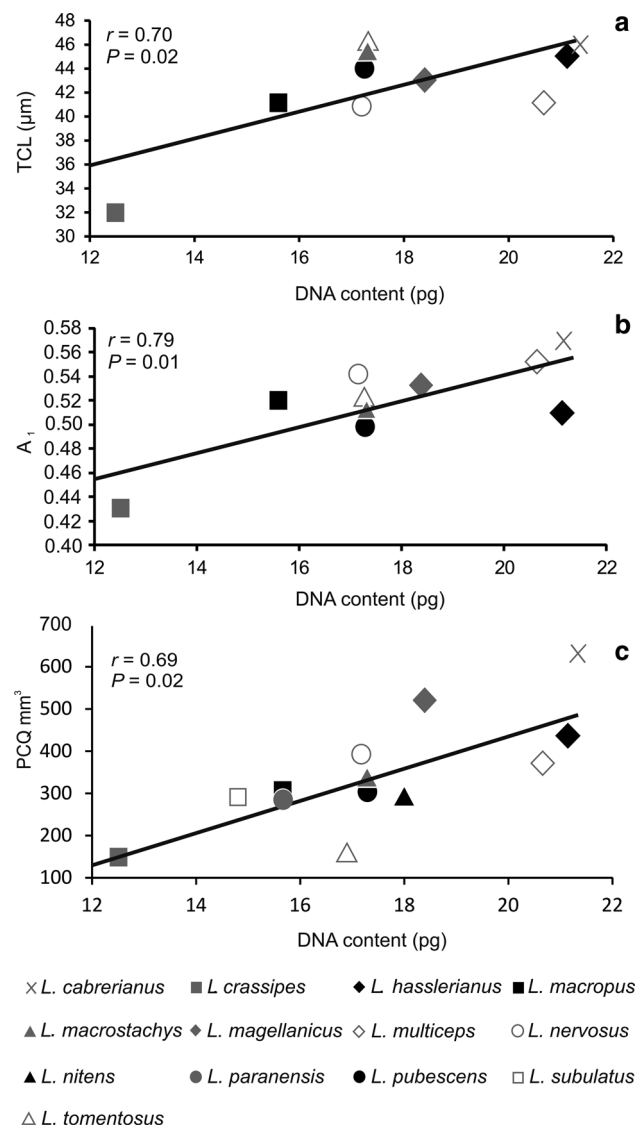 a
r = 0.70
P = 0.02
TCL (µm)
48
46
44
42
40
38
36
34
32
30
12 14 16 18 20 22
DNA content (pg)
b
r = 0.79
P = 0.01
A 1
0.58
0.56
0.54
0.52
0.50
0.48
0.46
0.44
0.42
0.40
12 14 16 18 20 22
DNA content (pg)
c
r = 0.69
P = 0.02
PCQ mm³
700
600
500
400
300
200
100
12 14 16 18 20 22
DNA content (pg)
L. cabrerianus L crassipes L. hasslerianus L. macropus
L. macrostachys L. magellanicus L. multiceps L. nervosus
L. nitens L. paranensis L. pubescens L. subulatus
L. tomentosus